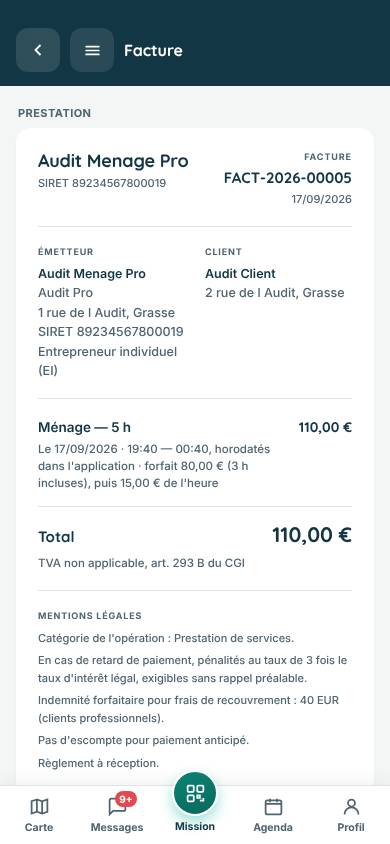 Facture
PRESTATION
Audit Menage Pro
SIRET 89234567800019
FACTURE
FACT-2026-00005
17/09/2026
ÉMETTEUR
Audit Menage Pro
Audit Pro
1 rue de l Audit, Grasse
SIRET 89234567800019
Entrepreneur individuel
(EI)
CLIENT
Audit Client
2 rue de l Audit, Grasse
Ménage — 5 h
110,00 €
Le 17/09/2026 · 19:40 — 00:40, horodatés
dans l'application · forfait 80,00 € (3 h
incluses), puis 15,00 € de l'heure
Total
110,00 €
TVA non applicable, art. 293 B du CGI
MENTIONS LÉGALES
Catégorie de l'opération : Prestation de services.
En cas de retard de paiement, pénalités au taux de 3 fois le
taux d'intérêt légal, exigibles sans rappel préalable.
Indemnité forfaitaire pour frais de recouvrement : 40 EUR
(clients professionnels).
Pas d'escompte pour paiement anticipé.
Règlement à réception.
9+
Carte
Messages
Mission
Agenda
Profil